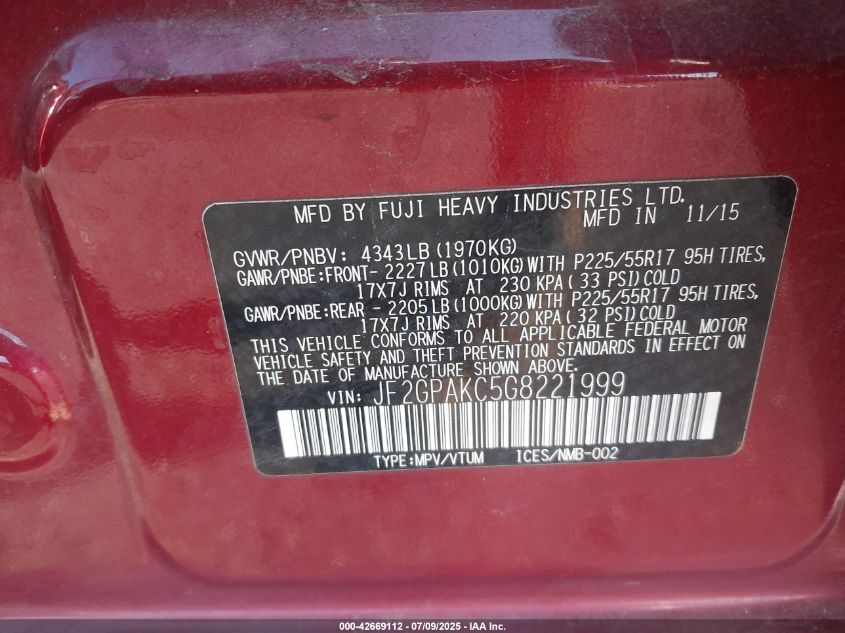 MFD BY FUJI HEAVY INDUSTRIES LTD.
MFD IN 11/15
GVWR/PNBV: 4343LB(1970KG)
GAWR/PNBE:FRONT- 2227LB(1010KG)WITH P225/55R17 95H TIRES,
17X7J RIMS AT 230 KPA(33 PSI)COLD
GAWR/PNBE:REAR - 2205LB(1000KG)WITH P225/55R17 95H TIRES,
17X7J RIMS AT 220 KPA(32 PSI)COLD
THIS VEHICLE CONFORMS TO ALL APPLICABLE FEDERAL MOTOR
VEHICLE SAFETY AND THEFT PREVENTION STANDARDS IN EFFECT ON
THE DATE OF MANUFACTURE SHOWN ABOVE.
VIN: JF2GPAKC5G8221999
TYPE:MPV/VTUM ICES/NMB-002
000-42669112 - 07/09/2025 - IAA Inc.